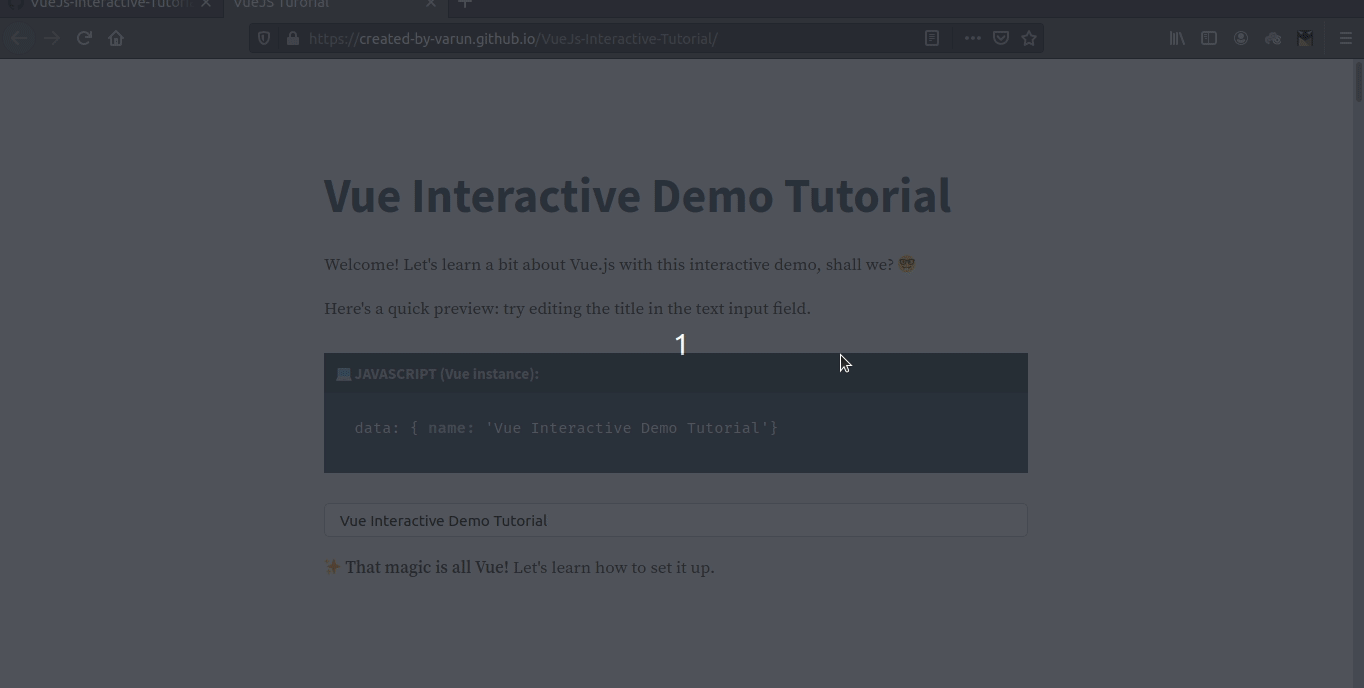 VueJs-Interactive-Tutori
VueJS Tutorial
https://created-by-varun.github.io/VueJs-Interactive-Tutorial/
Vue Interactive Demo Tutorial
Welcome! Let's learn a bit about Vue.js with this interactive demo, shall we? 🤓
Here's a quick preview: try editing the title in the text input field.
1
💻 JAVASCRIPT (Vue instance):
data: { name: 'Vue Interactive Demo Tutorial'}
Vue Interactive Demo Tutorial
✨ That magic is all Vue! Let's learn how to set it up.